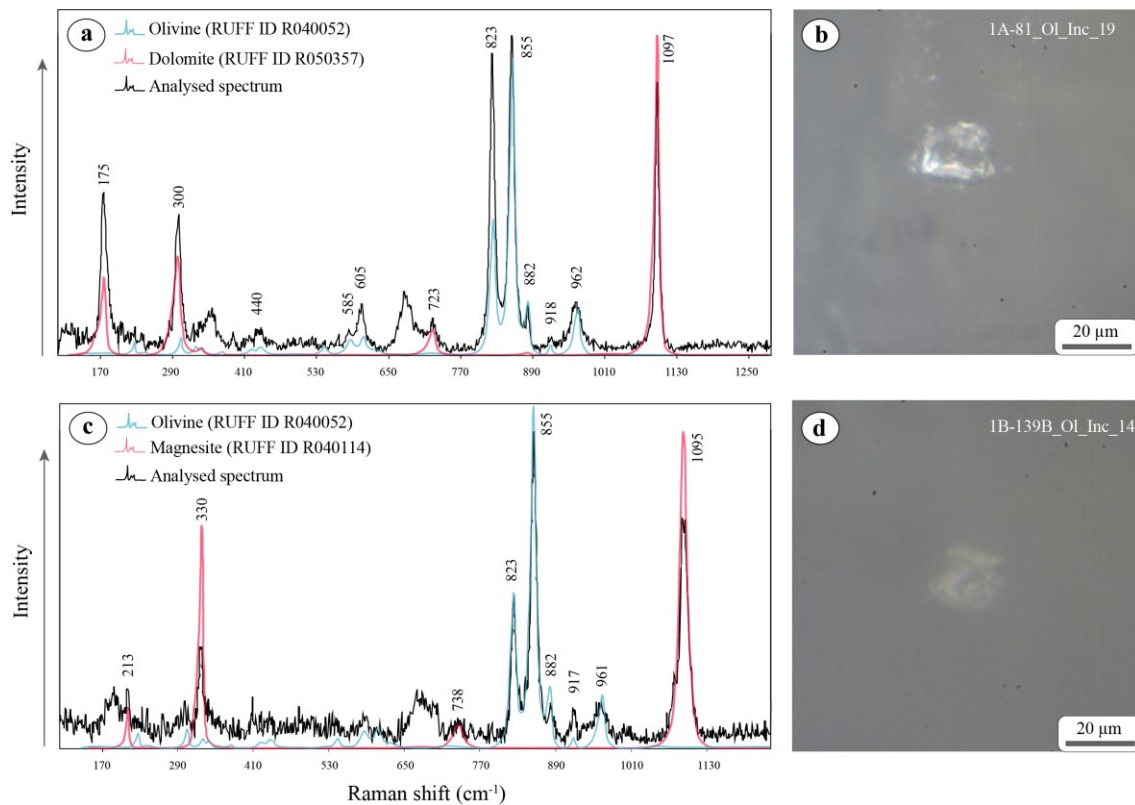 a
Olivine (RUFF ID R040052)
Dolomite (RUFF ID R050357)
Analysed spectrum
Intensity
175
300
440
585
605
723
823
855
882
918
962
1097
170 290 410 530 650 770 890 1010 1130 1250
b
1A-81_Ol_Inc_19
20 µm
c
Olivine (RUFF ID R040052)
Magnesite (RUFF ID R040114)
Analysed spectrum
Intensity
213
330
738
823
855
882
917
961
1095
170 290 410 530 650 770 890 1010 1130
Raman shift (cm-1)
d
1B-139B_Ol_Inc_14
20 µm